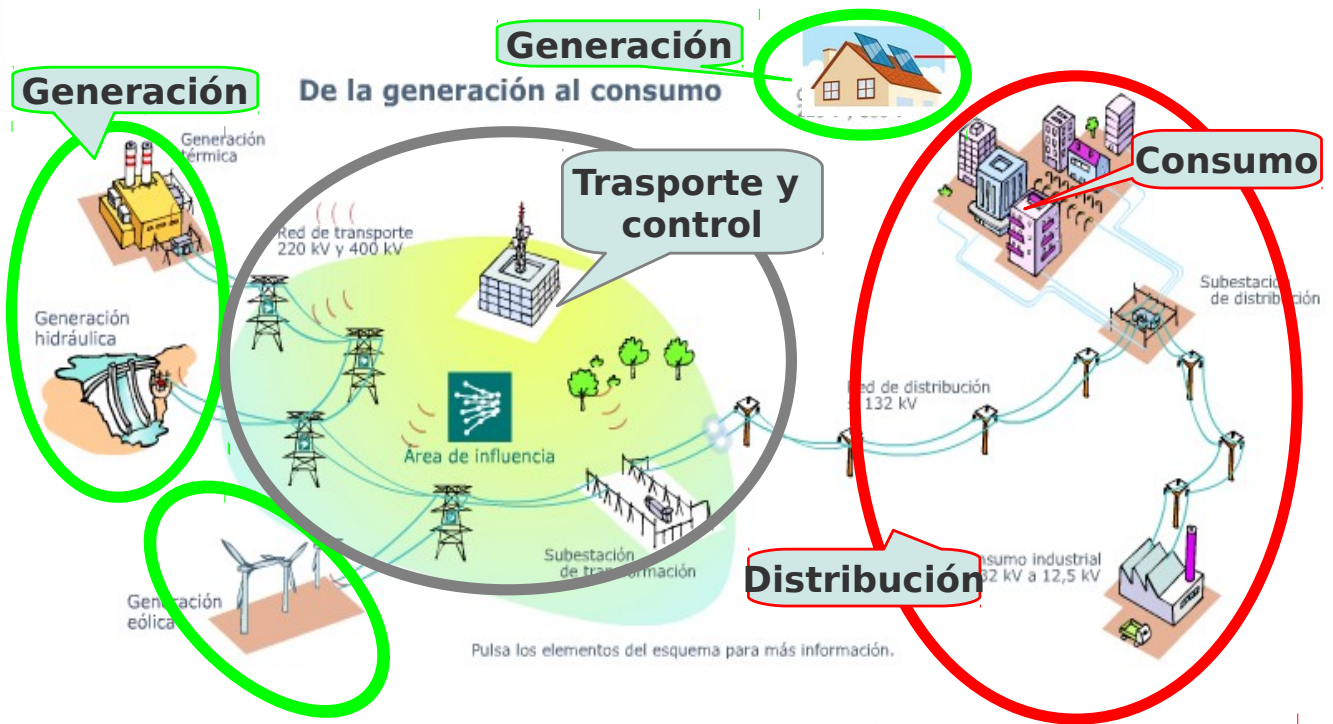 Generación
Generación
De la generación al consumo
Generación
térmica
Trasporte y
control
Consumo
Red de transporte
220 kV y 400 kV
Subestación
de distribución
Generación
hidráulica
Red de distribución
132 kV
Área de influencia
Subestación
de transformación
Distribución
industrial
kV a 12,5 kV
Generación
eólica
Pulsa los elementos del esquema para más información.